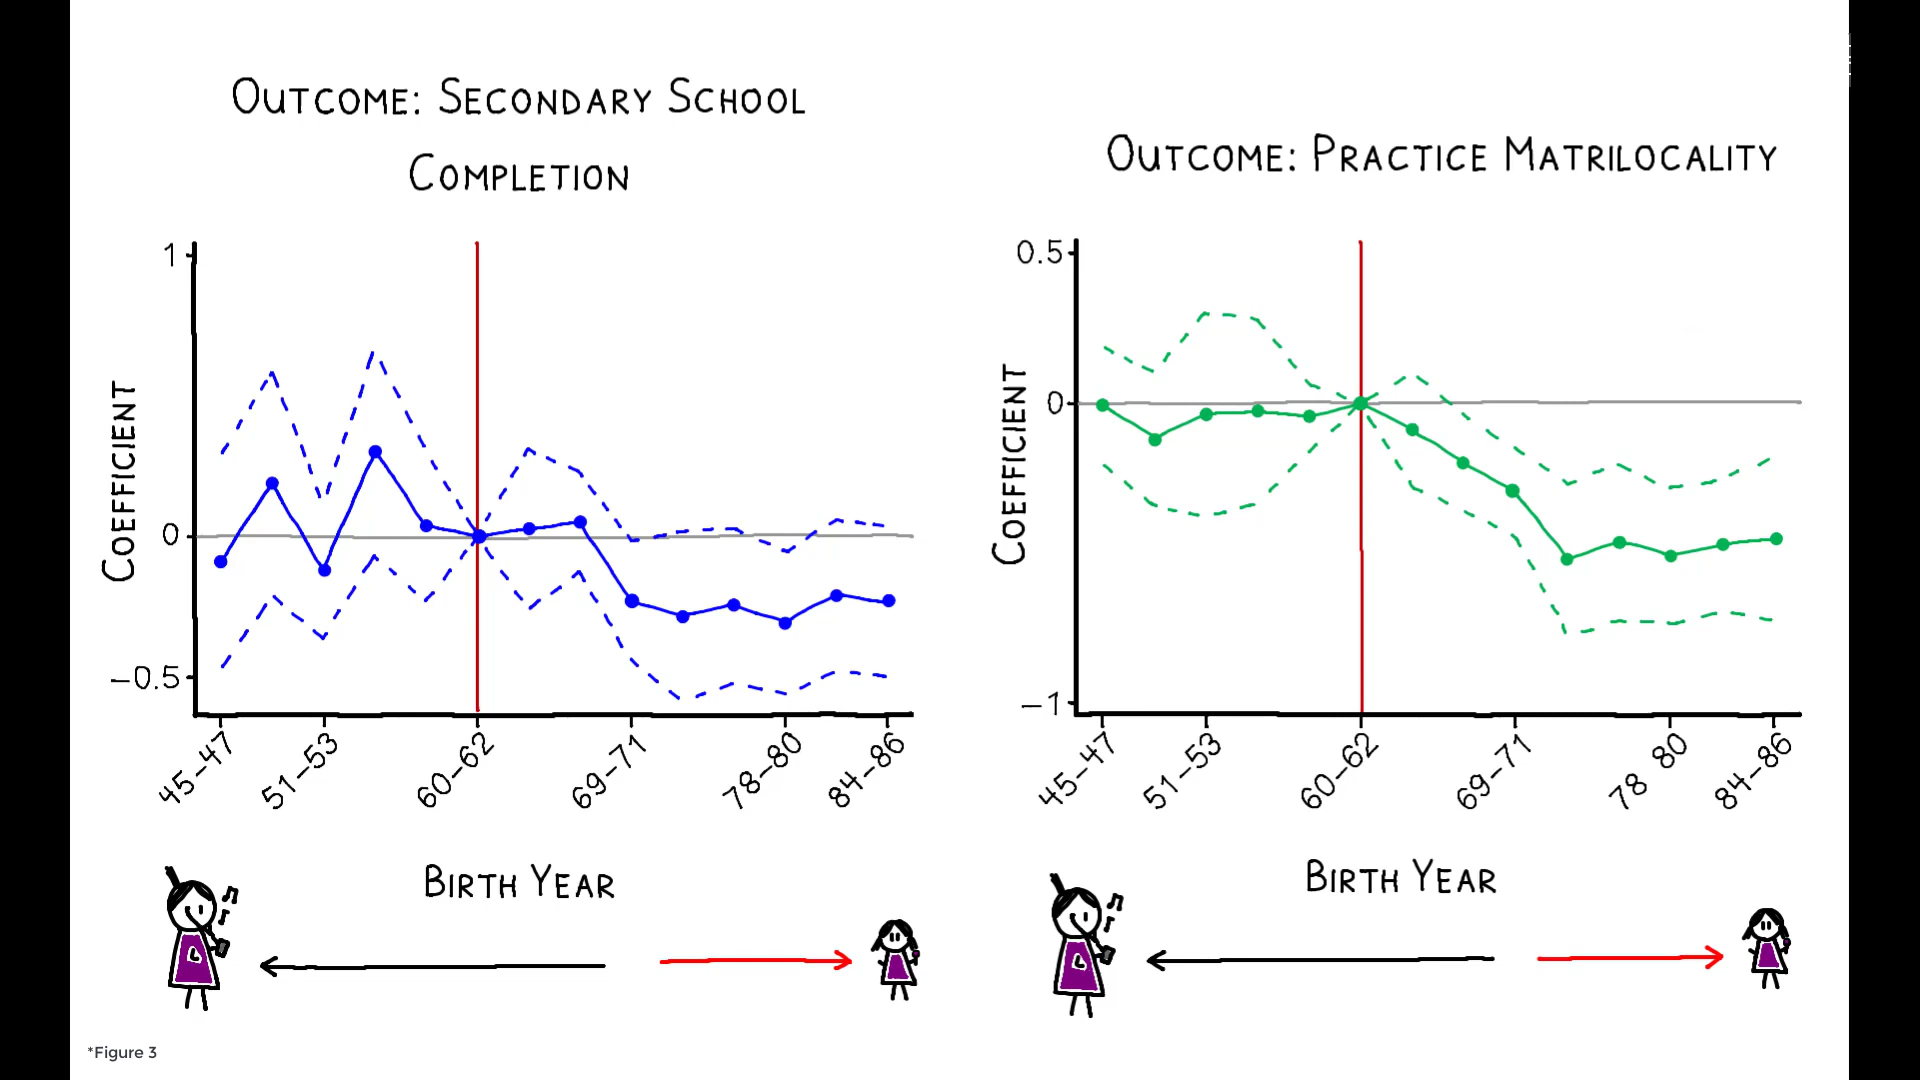 OUTCOME: SECONDARY SCHOOL
COMPLETION
1
0
−0.5
COEFFICIENT
45–47
51–53
60–62
69–71
78–80
84–86
BIRTH YEAR
L
OUTCOME: PRACTICE MATRILOCALITY
0.5
0
−1
COEFFICIENT
45–47
51–53
60–62
69–71
78 80
84–86
BIRTH YEAR
L
*Figure 3